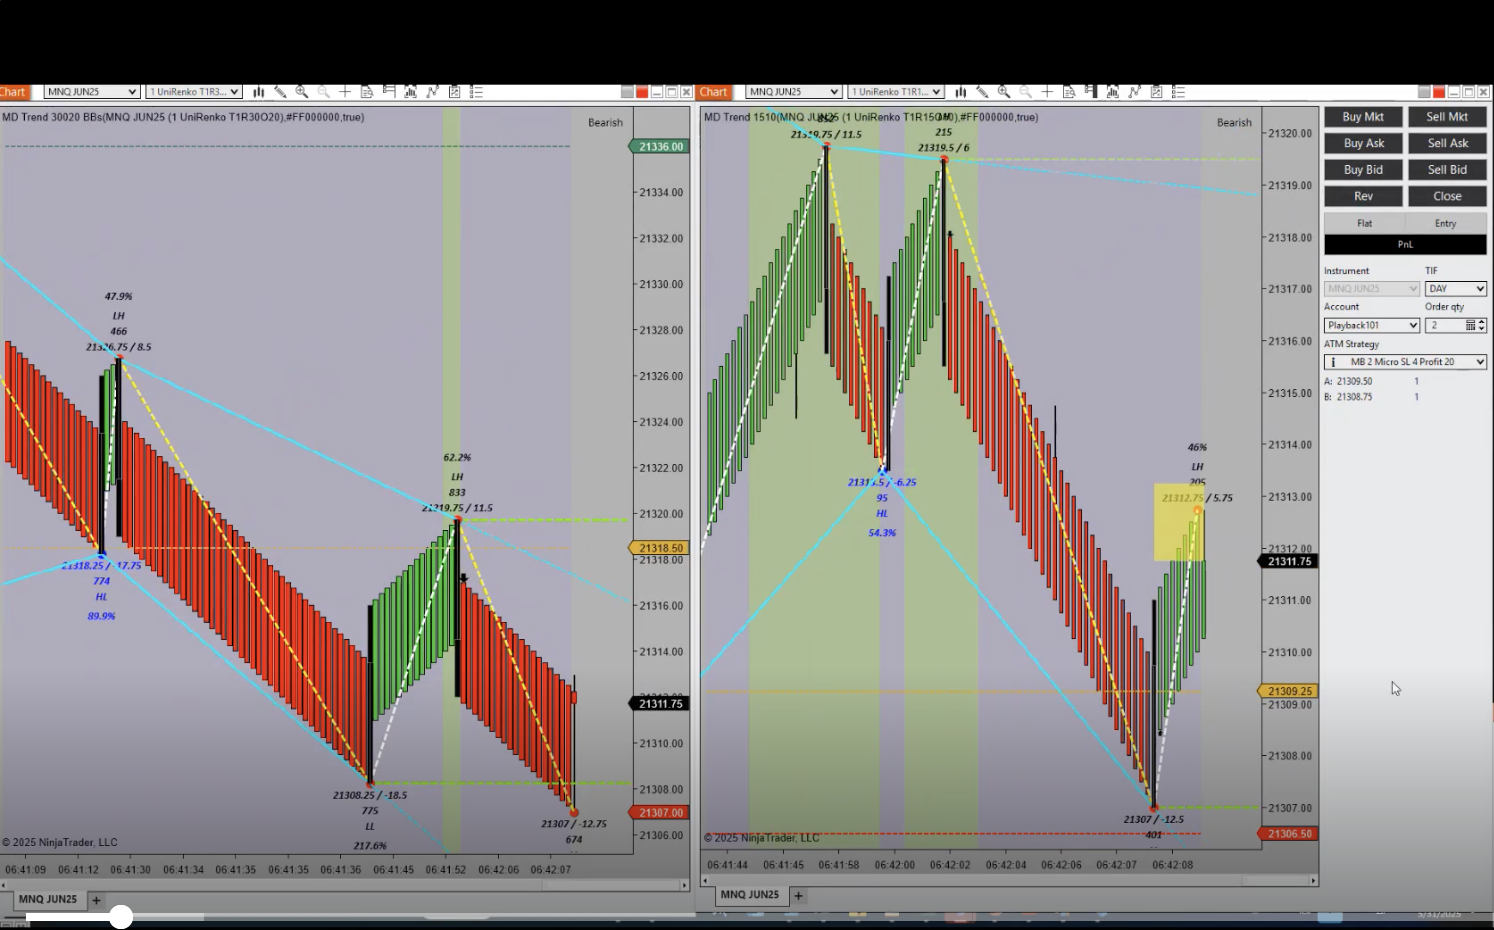 Chart
MNQ JUN25
1 UniRenko T1R3...
MD Trend 30020 BBs(MNQ JUN25 (1 UniRenko T1R30O20),#FF000000,true)
Bearish
47.9%
LH
466
21326.75 / 8.5
21318.25 / -17.75
774
HL
89.9%
62.2%
LH
833
21319.75 / 11.5
21308.25 / -18.5
775
LL
217.6%
21307 / -12.75
674
21336.00
21334.00
21332.00
21330.00
21328.00
21326.00
21324.00
21322.00
21320.00
21318.50
21318.00
21316.00
21314.00
21311.75
21310.00
21308.00
21307.00
21306.00
© 2025 NinjaTrader, LLC
06:41:09 06:41:12 06:41:30 06:41:34 06:41:35 06:41:35 06:41:36 06:41:45 06:41:52 06:42:06 06:42:07
MNQ JUN25 +
Chart
MNQ JUN25
1 UniRenko T1R1...
MD Trend 1510(MNQ JUN25 (1 UniRenko T1R15O10),#FF000000,true)
Bearish
21319.75 / 11.5
215
21319.5 / 6
21313.5 / -6.25
95
HL
54.3%
46%
LH
205
21312.75 / 5.75
21307 / -12.5
401
21320.00
21319.00
21318.00
21317.00
21316.00
21315.00
21314.00
21313.00
21312.00
21311.75
21311.00
21310.00
21309.25
21309.00
21308.00
21307.00
21306.50
© 2025 NinjaTrader, LLC
06:41:44 06:41:45 06:41:58 06:42:00 06:42:02 06:42:04 06:42:06 06:42:07 06:42:08
MNQ JUN25 +
Buy Mkt Sell Mkt
Buy Ask Sell Ask
Buy Bid Sell Bid
Rev Close
Flat Entry
PnL
Instrument TIF
MNQ JUN25 DAY
Account Order qty
Playback101 2
ATM Strategy
MB 2 Micro SL 4 Profit 20
A: 21309.50 1
B: 21308.75 1
5/31/2025